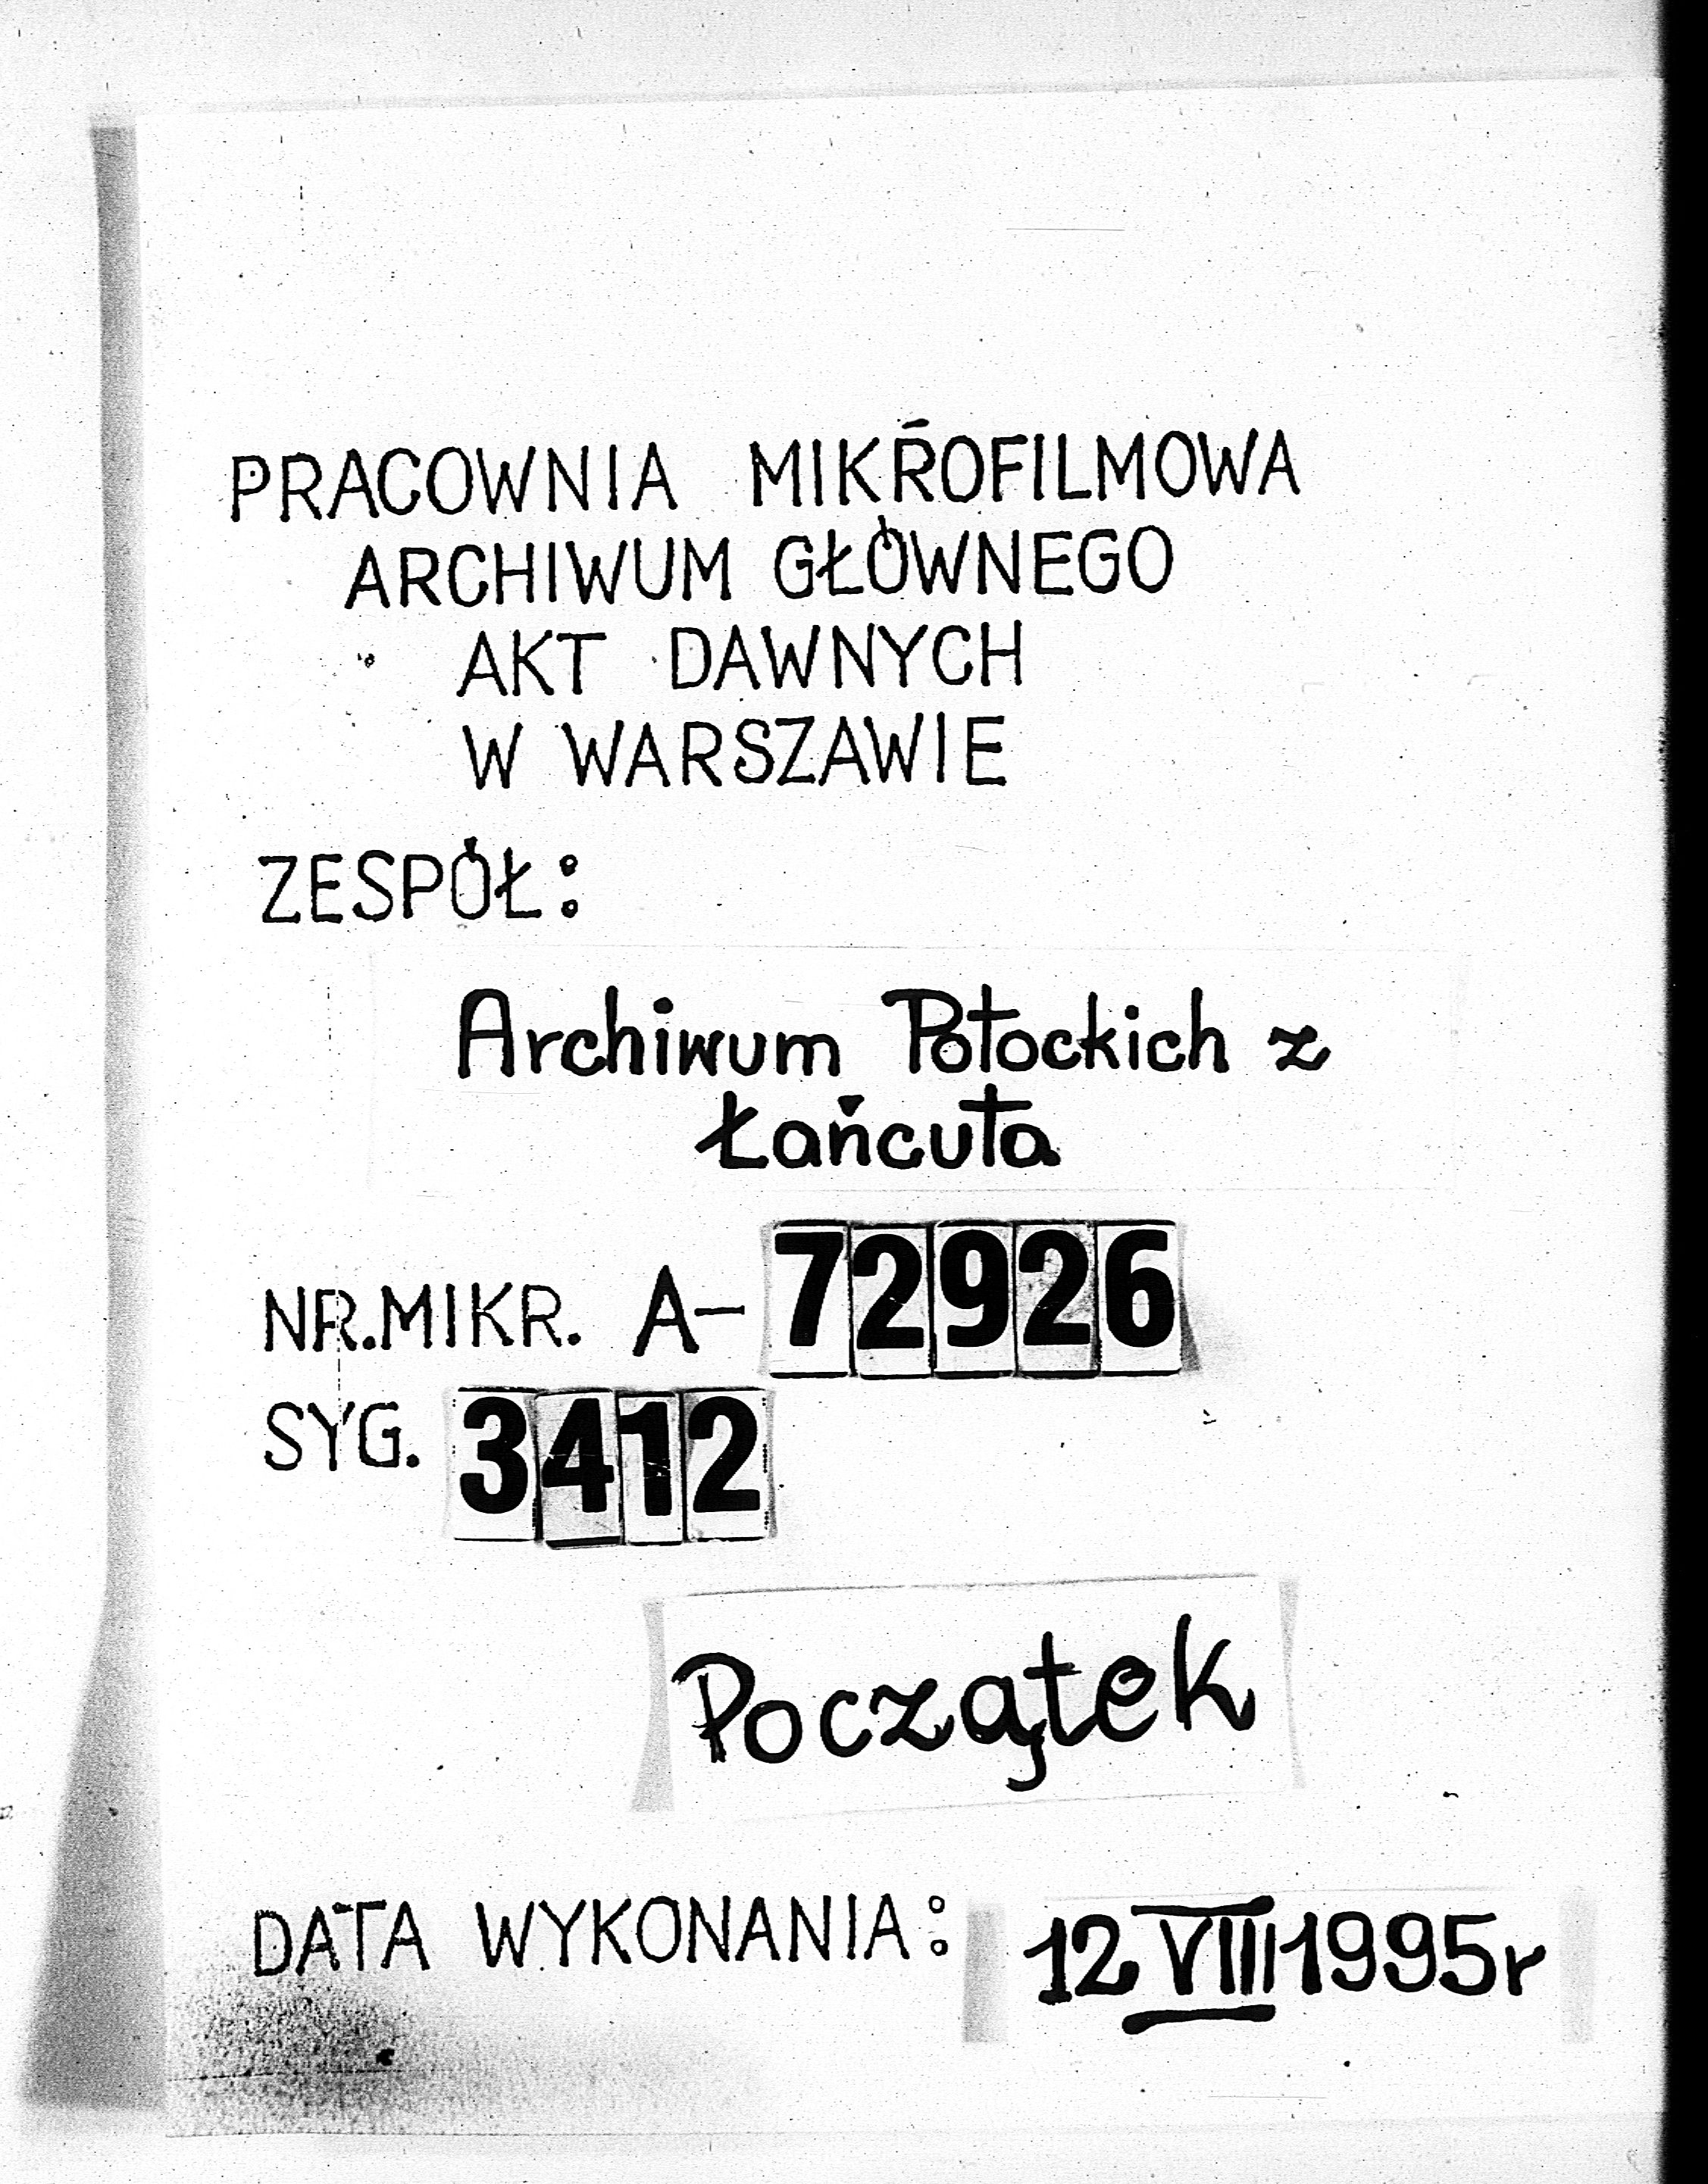 PRACOWNIA MIKROFILMOWA
ARCHIWUM GŁÓWNEGO
AKT DAWNYCH
W WARSZAWIE
ZESPÓŁ:
Archiwum Potockich z
Łańcuta
NR.MIKR. A-72926
SYG. 3412
Początek
DATA WYKONANIA: 12 VIII 1995r